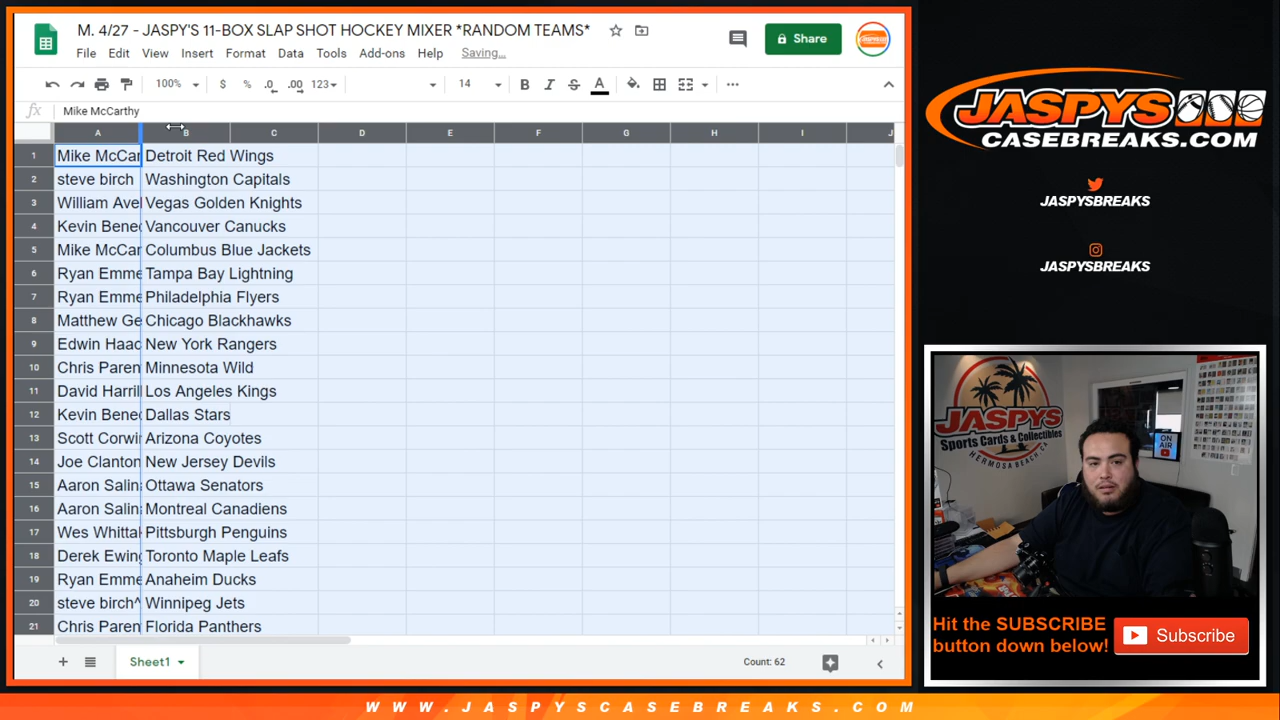 M. 4/27 - JASPY'S 11-BOX SLAP SHOT HOCKEY MIXER *RANDOM TEAMS*
File Edit View Insert Format Data Tools Add-ons Help Saving...
Share
100% $ % .0 .00 123 14 B I S A
fx Mike McCarthy
A B C D E F G H I J
1 Mike McCar Detroit Red Wings
2 steve birch Washington Capitals
3 William Ave Vegas Golden Knights
4 Kevin Bened Vancouver Canucks
5 Mike McCar Columbus Blue Jackets
6 Ryan Emme Tampa Bay Lightning
7 Ryan Emme Philadelphia Flyers
8 Matthew Ge Chicago Blackhawks
9 Edwin Haac New York Rangers
10 Chris Paren Minnesota Wild
11 David Harril Los Angeles Kings
12 Kevin Bened Dallas Stars
13 Scott Corwi Arizona Coyotes
14 Joe Clanton New Jersey Devils
15 Aaron Salin Ottawa Senators
16 Aaron Salin Montreal Canadiens
17 Wes Whitta Pittsburgh Penguins
18 Derek Ewing Toronto Maple Leafs
19 Ryan Emme Anaheim Ducks
20 steve birch^ Winnipeg Jets
21 Chris Paren Florida Panthers
Sheet1
Count: 62
JASPYS
CASEBREAKS.COM
JASPYSBREAKS
JASPYSBREAKS
JASPYS
Sports Cards & Collectibles
HERMOSA BEACH, CA
ON AIR
Hit the SUBSCRIBE
button down below!
Subscribe
WWW.JASPYSCASEBREAKS.COM